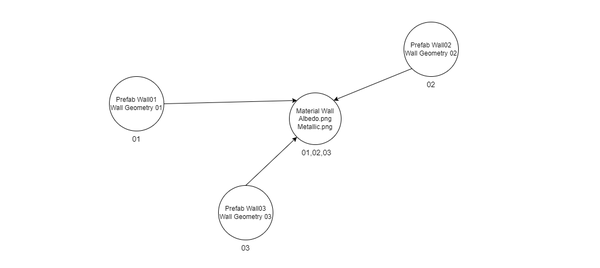 Prefab Wall02
Wall Geometry 02
02
Prefab Wall01
Wall Geometry 01
01
Material Wall
Albedo.png
Metallic.png
01,02,03
Prefab Wall03
Wall Geometry 03
03